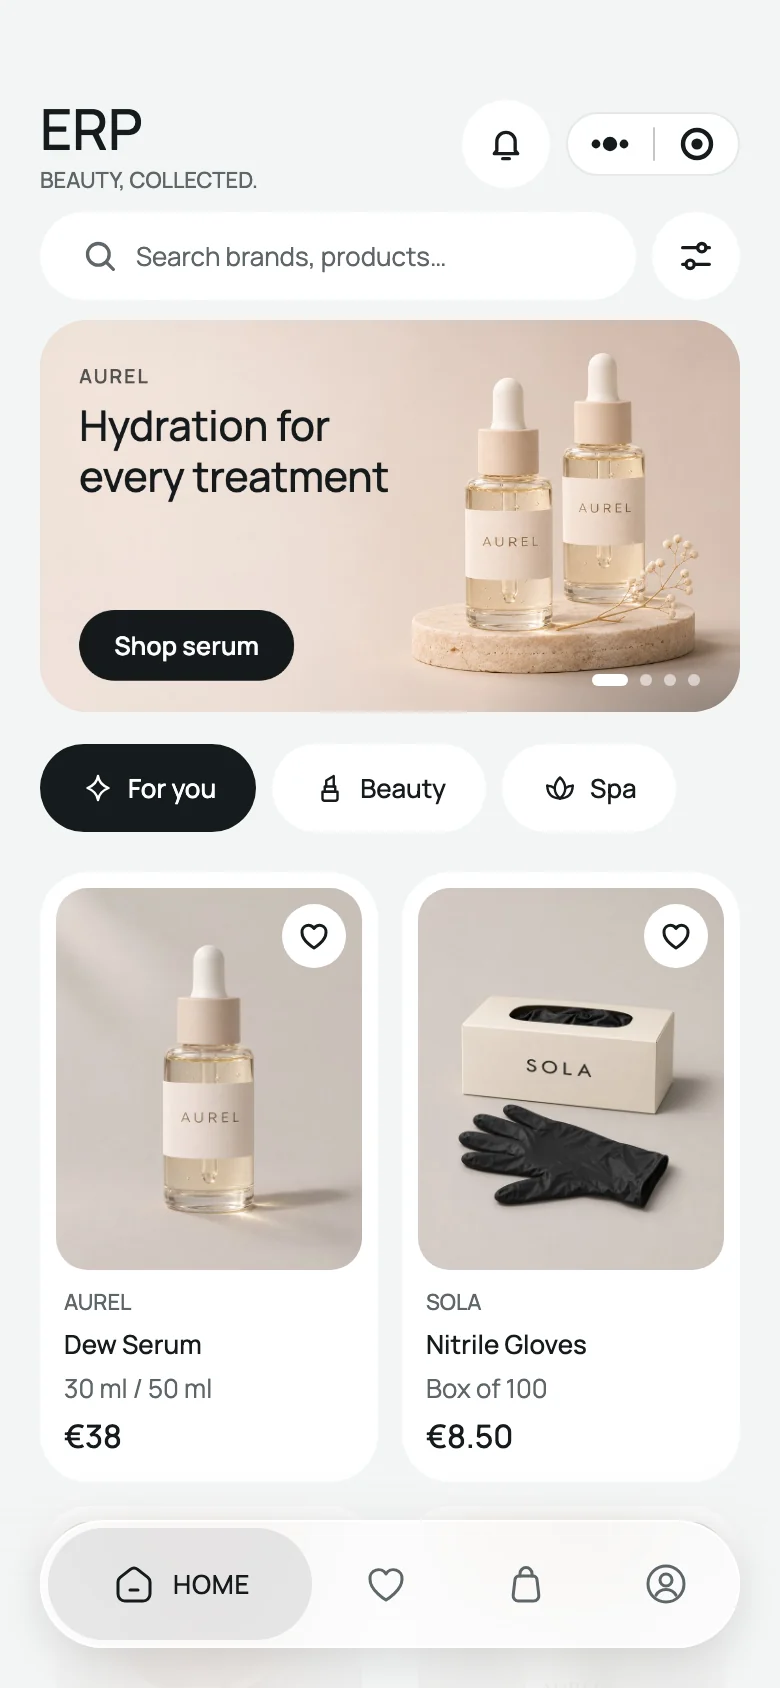 ERP
BEAUTY, COLLECTED.
Search brands, products...
AUREL
Hydration for
every treatment
AUREL
AUREL
Shop serum
For you
Beauty
Spa
AUREL
SOLA
AUREL
Dew Serum
30 ml / 50 ml
€38
SOLA
Nitrile Gloves
Box of 100
€8.50
HOME